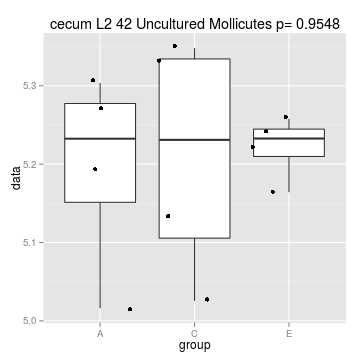 cecum L2 42 Uncultured Mollicutes p= 0.9548
data
5.3
5.2
5.1
5.0
A C E
group